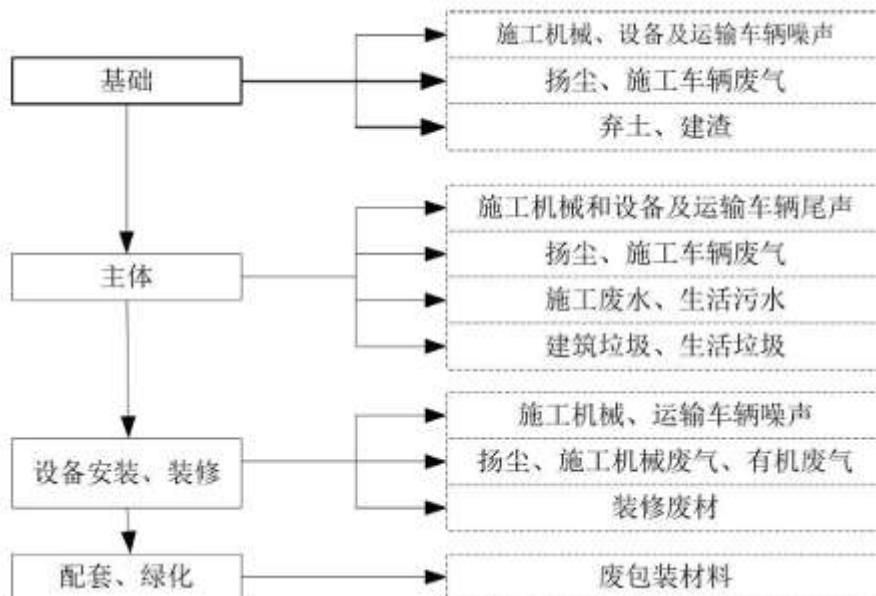 施工机械、设备及运输车辆噪声
基础
扬尘、施工车辆废气
弃土、建渣
施工机械和设备及运输车辆尾声
扬尘、施工车辆废气
主体
施工废水、生活污水
建筑垃圾、生活垃圾
施工机械、运输车辆噪声
设备安装、装修
扬尘、施工机械废气、有机废气
装修废材
配套、绿化
废包装材料